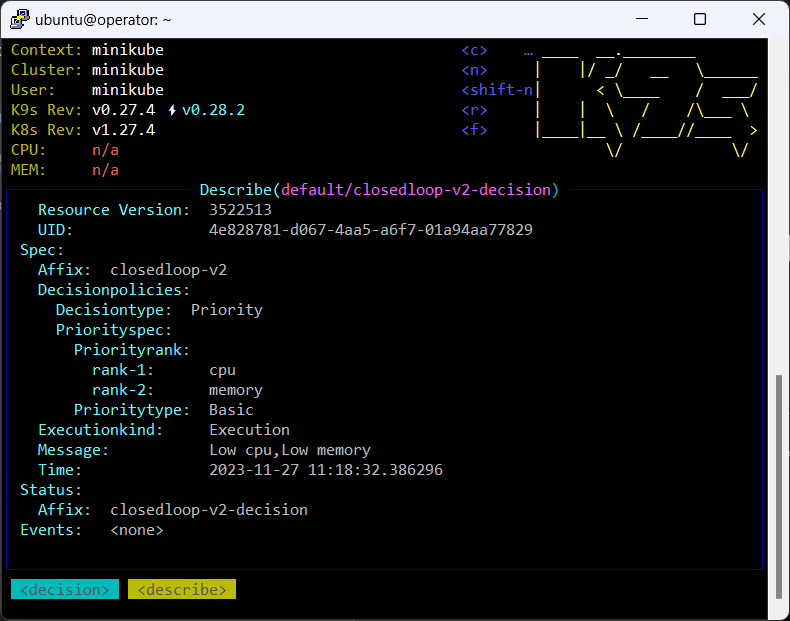 ubuntu@operator: ~
Context: minikube <c> …
Cluster: minikube <n>
User: minikube <shift-n
K9s Rev: v0.27.4 ⚡v0.28.2 <r>
K8s Rev: v1.27.4 <f>
CPU: n/a
MEM: n/a
Describe(default/closedloop-v2-decision)
Resource Version: 3522513
UID: 4e828781-d067-4aa5-a6f7-01a94aa77829
Spec:
Affix: closedloop-v2
Decisionpolicies:
Decisiontype: Priority
Priorityspec:
Priorityrank:
rank-1: cpu
rank-2: memory
Prioritytype: Basic
Executionkind: Execution
Message: Low cpu,Low memory
Time: 2023-11-27 11:18:32.386296
Status:
Affix: closedloop-v2-decision
Events: <none>
<decision> <describe>